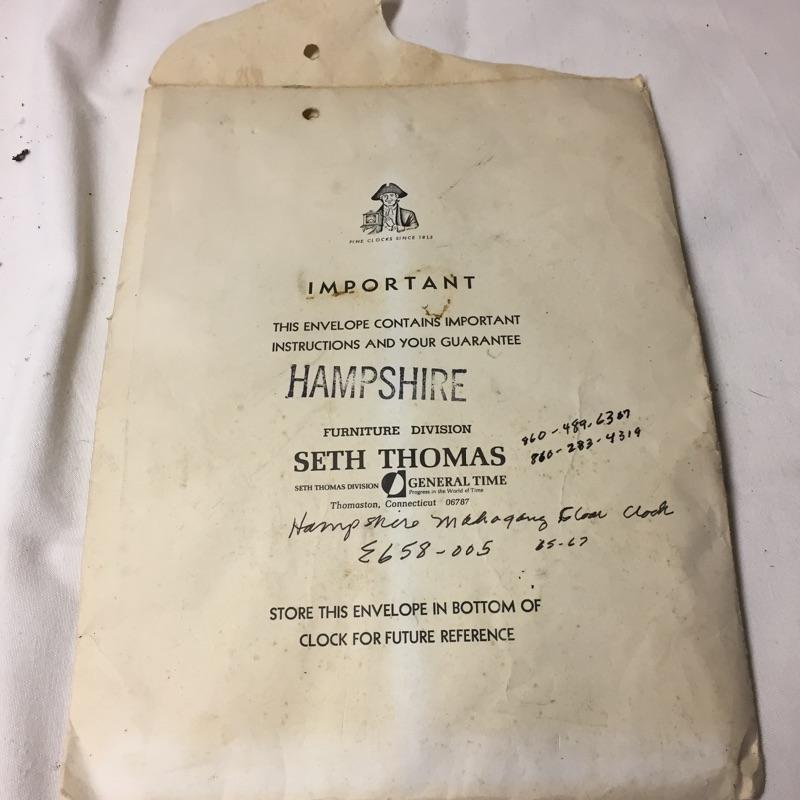 FINE CLOCKS SINCE 1813
IMPORTANT
THIS ENVELOPE CONTAINS IMPORTANT
INSTRUCTIONS AND YOUR GUARANTEE
HAMPSHIRE
FURNITURE DIVISION
860-489-6307
SETH THOMAS
860-283-4319
SETH THOMAS DIVISION GENERAL TIME
Progress in the World of Time
Thomaston, Connecticut 06787
Hampshire Mahogany Floor Clock
E658-005 65-67
STORE THIS ENVELOPE IN BOTTOM OF
CLOCK FOR FUTURE REFERENCE